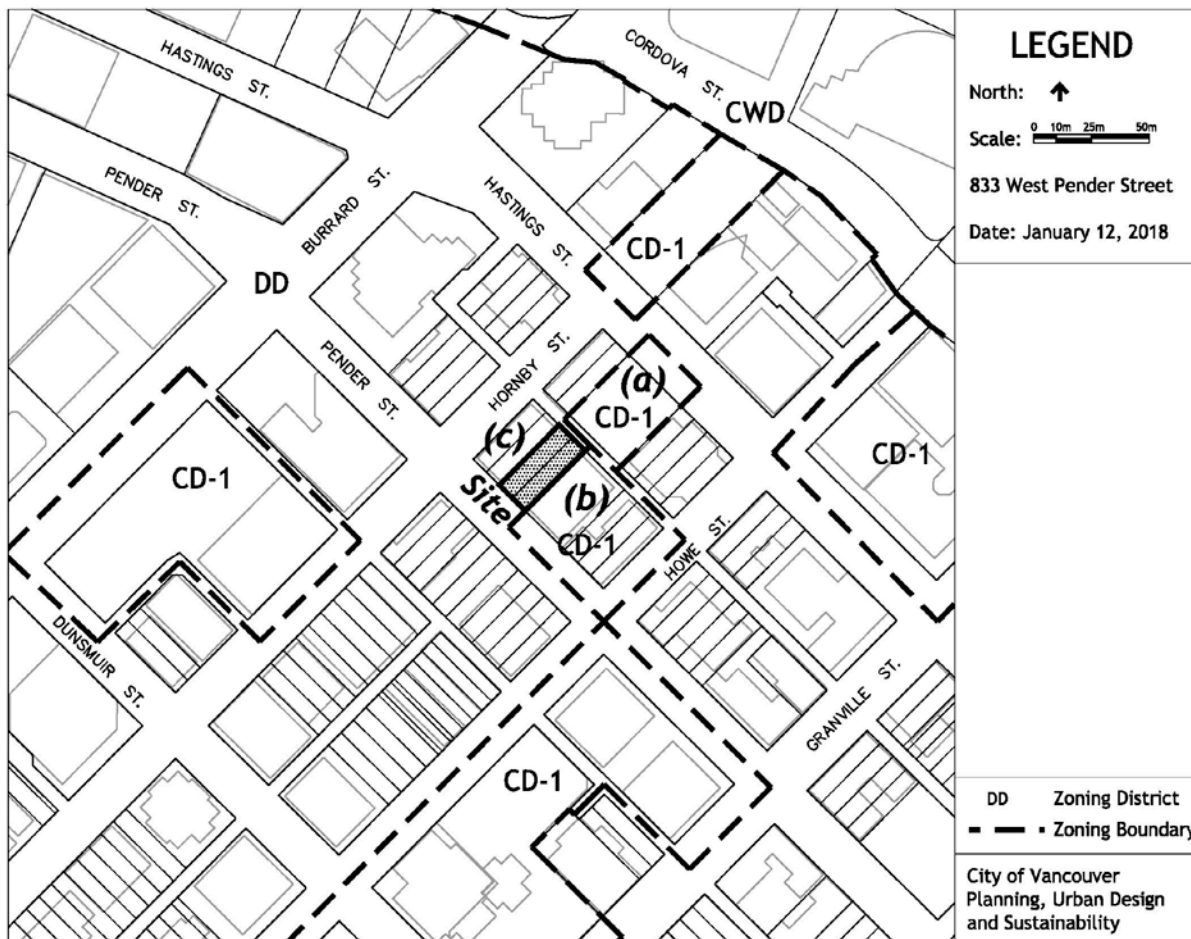 HASTINGS ST.
CORDOVA ST.
CWD
PENDER ST.
BURRARD ST.
HASTINGS ST.
CD-1
DD
PENDER ST.
HORNBY ST.
(a)
CD-1
(c)
CD-1
Site
(b)
CD-1
CD-1
HOWE ST.
DUNSMUIR ST.
GRANVILLE ST.
CD-1
LEGEND
North:
Scale: 0 10m 25m 50m
833 West Pender Street
Date: January 12, 2018
DD Zoning District
Zoning Boundary
City of Vancouver
Planning, Urban Design
and Sustainability